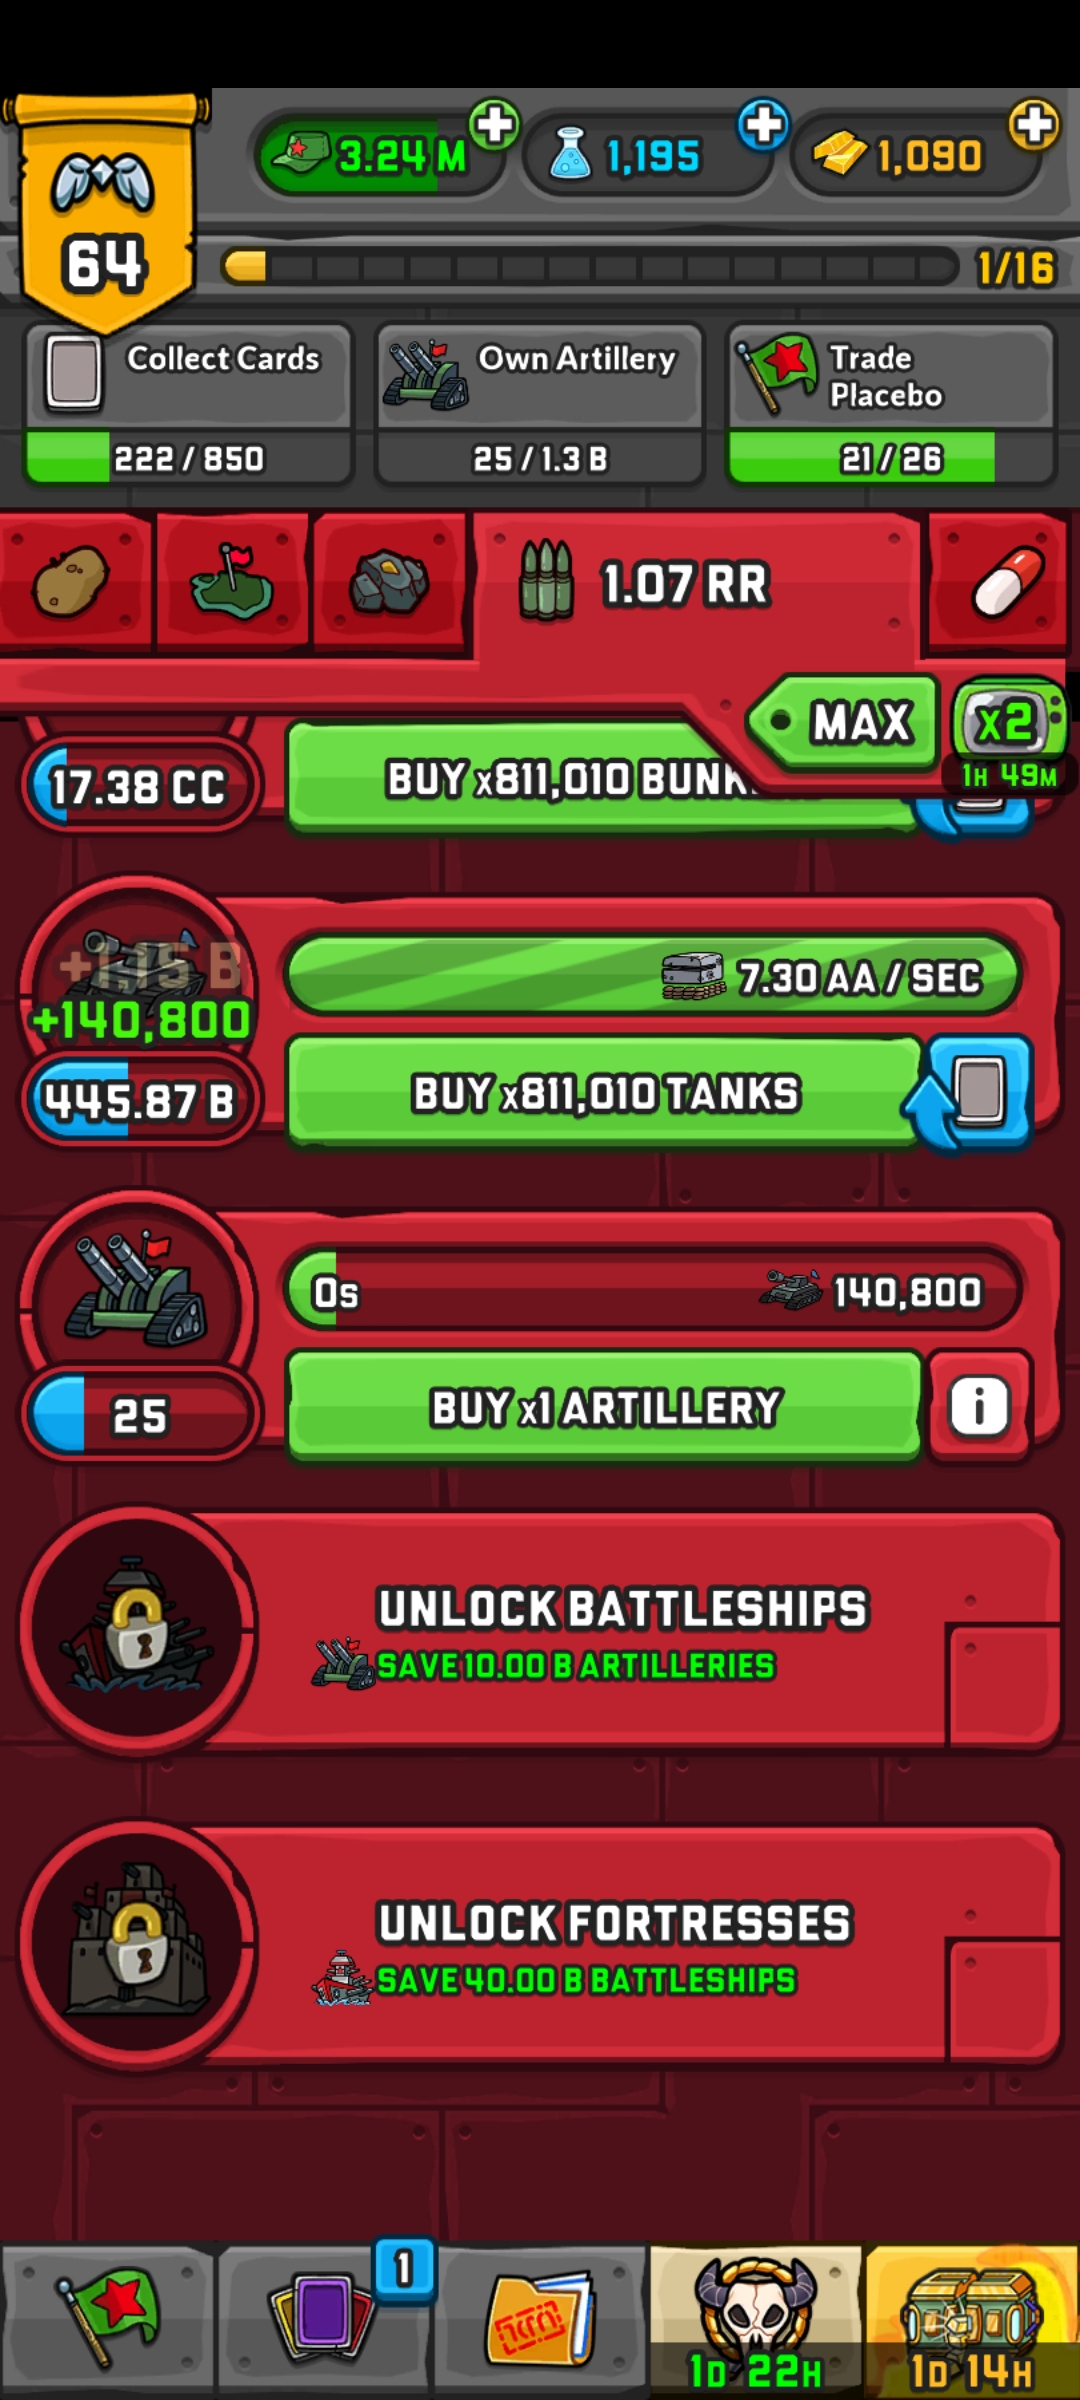 3.24 M
1,195
1,090
64
1/16
Collect Cards
222 / 850
Own Artillery
25 / 1.3 B
Trade
Placebo
21 / 26
1.07 RR
MAX
X2
1H 49M
17.38 CC
BUY x811,010
+1.15 B
+140,800
7.30 AA / SEC
445.87 B
BUY x811,010 TANKS
0s
140,800
25
BUY x1 ARTILLERY
i
UNLOCK BATTLESHIPS
SAVE 10.00 B ARTILLERIES
UNLOCK FORTRESSES
SAVE 40.00 B BATTLESHIPS
1
1D 22H
1D 14H